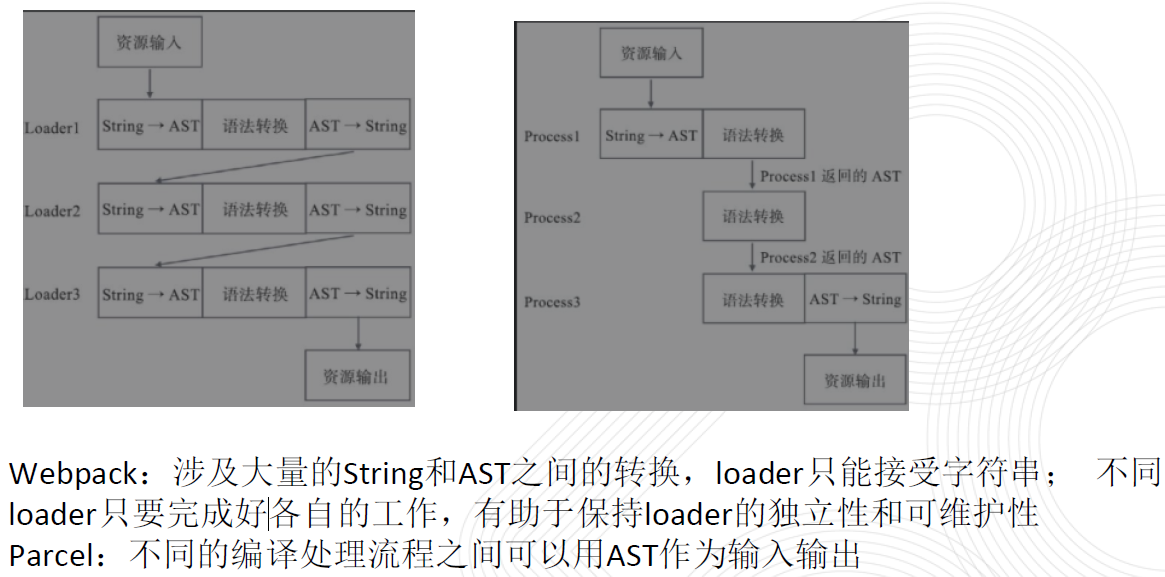 资源输入
Loader1 String → AST 语法转换 AST → String
Loader2 String → AST 语法转换 AST → String
Loader3 String → AST 语法转换 AST → String
资源输出
资源输入
Process1 String → AST 语法转换
Process1 返回的 AST
Process2 语法转换
Process2 返回的 AST
Process3 语法转换 AST → String
资源输出
Webpack：涉及大量的String和AST之间的转换，loader只能接受字符串； 不同
loader只要完成好各自的工作，有助于保持loader的独立性和可维护性
Parcel：不同的编译处理流程之间可以用AST作为输入输出